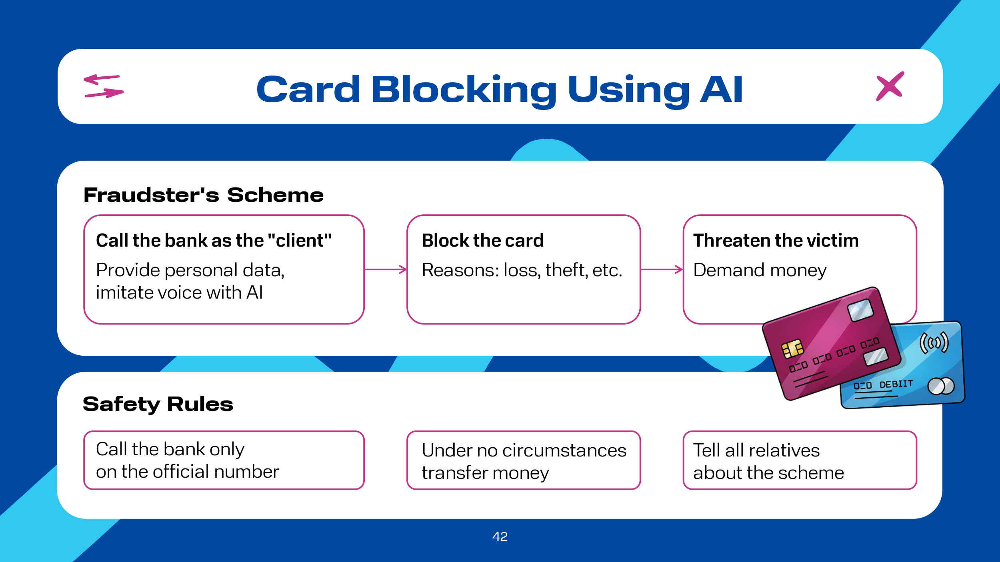 Card Blocking Using AI
Fraudster's Scheme
Call the bank as the "client"
Provide personal data,
imitate voice with AI
Block the card
Reasons: loss, theft, etc.
Threaten the victim
Demand money
DEBIIT
Safety Rules
Call the bank only
on the official number
Under no circumstances
transfer money
Tell all relatives
about the scheme
42